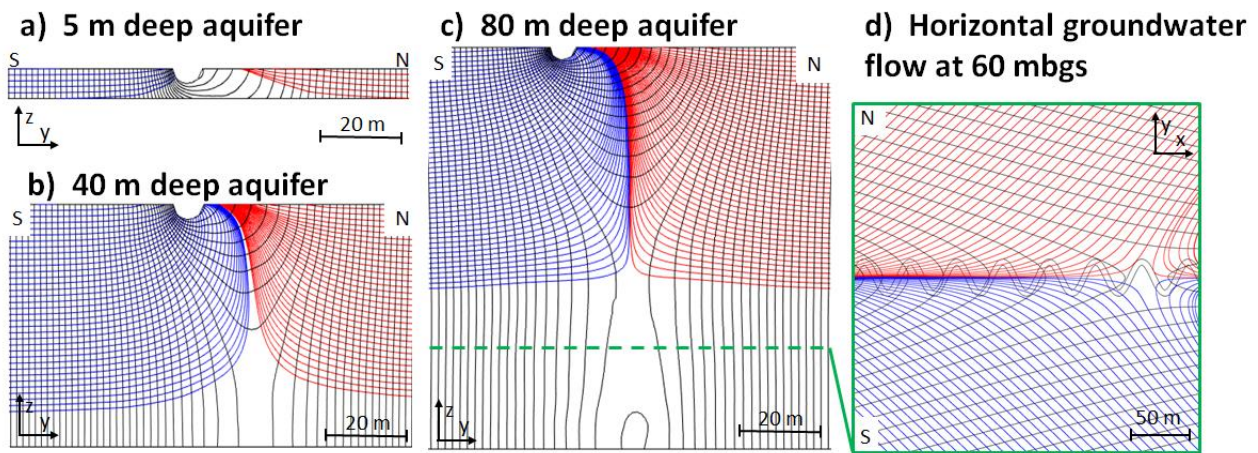 a) 5 m deep aquifer
S
N
z
y
20 m
b) 40 m deep aquifer
S
N
z
y
20 m
c) 80 m deep aquifer
S
N
z
y
20 m
d) Horizontal groundwater
flow at 60 mbgs
N
y
x
50 m
S